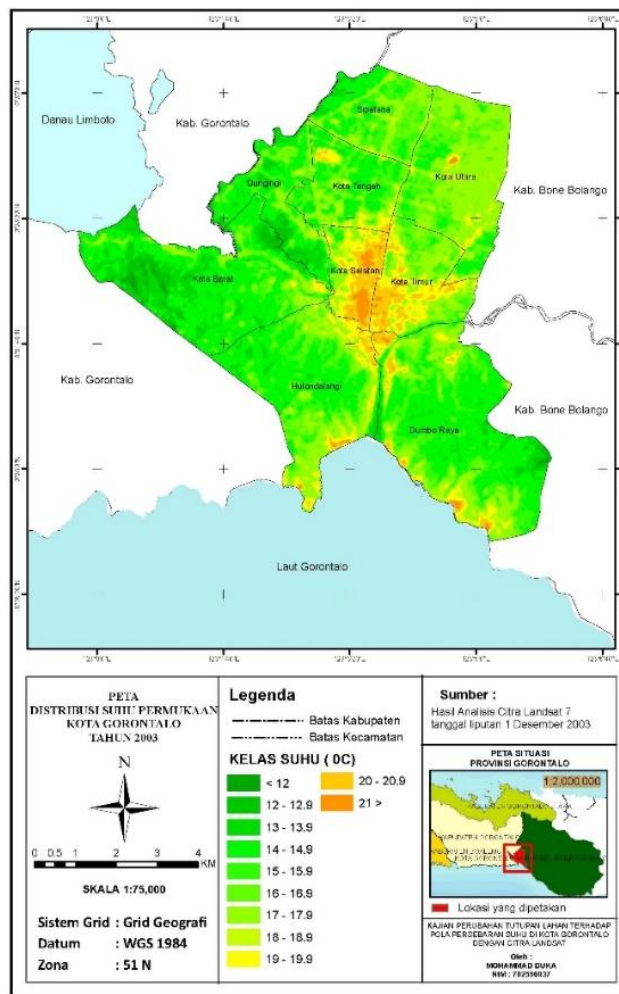 Danau Limboto
Kab. Gorontalo
Sipatana
Kota Utara
Dungingi
Kota Tengah
Kab. Bone Bolango
Kota Barat
Kota Selatan
Kota Timur
Kab. Gorontalo
Hulondalangi
Dumbo Raya
Kab. Bone Bolango
Laut Gorontalo
PETA
DISTRIBUSI SUHU PERMUKAAN
KOTA GORONTALO
TAHUN 2003
N
0 0.5 1 2 3 4
KM
SKALA 1:75,000
Sistem Grid : Grid Geografi
Datum : WGS 1984
Zona : 51 N
Legenda
Batas Kabupaten
Batas Kecamatan
KELAS SUHU ( 0C)
< 12
12 - 12.9
13 - 13.9
14 - 14.9
15 - 15.9
16 - 16.9
17 - 17.9
18 - 18.9
19 - 19.9
20 - 20.9
21 >
Sumber :
Hasil Analisis Citra Landsat 7
tanggal liputan 1 Desember 2003
PETA SITUASI
PROVINSI GORONTALO
1:2,000,000
Lokasi yang dipetakan
KAJIAN PERUBAHAN TUTUPAN LAHAN TERHADAP
POLA PERSEBARAN SUHU DI KOTA GORONTALO
DENGAN CITRA LANDSAT
Oleh :
MOHAMMAD DUKA
NIM : 702596037